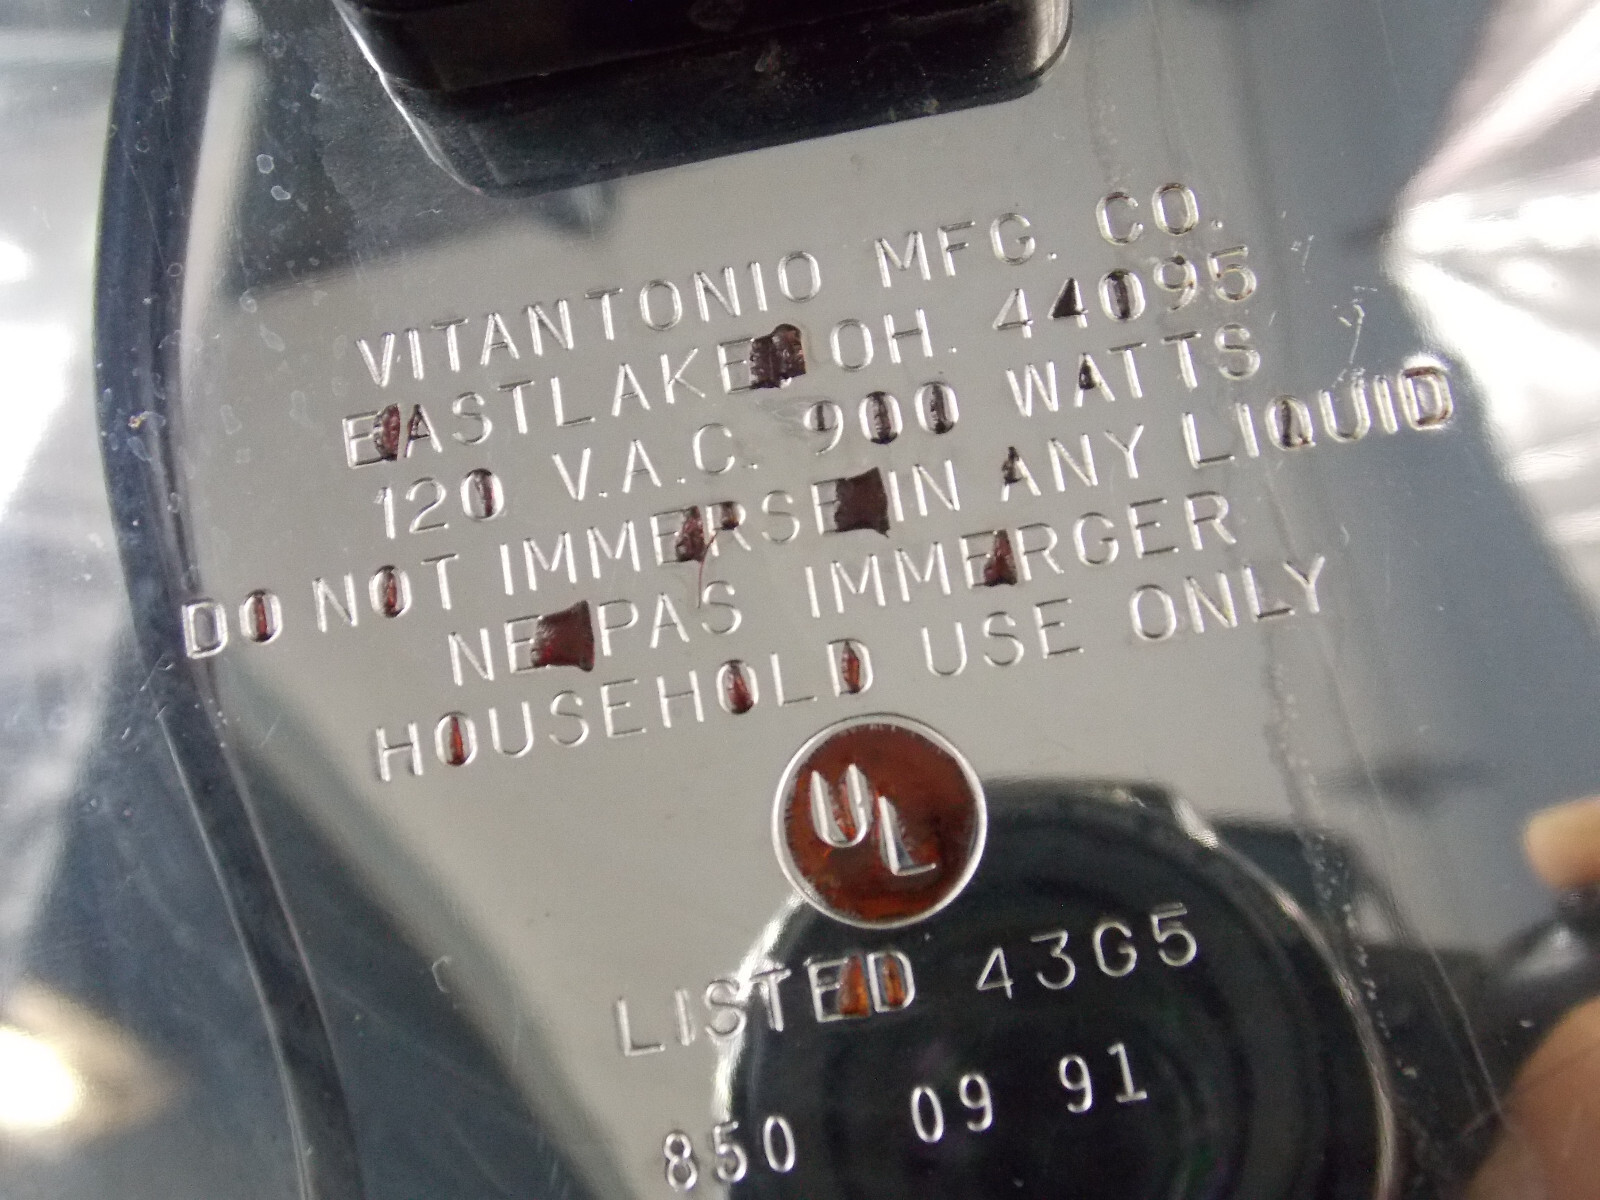 VITANTONIO MFG. CO.
EASTLAKE, OH. 44095
120 V.A.C. 900 WATTS
DO NOT IMMERSE IN ANY LIQUID
NE PAS IMMERGER
HOUSEHOLD USE ONLY
UL
LISTED 43G5
850 09 91